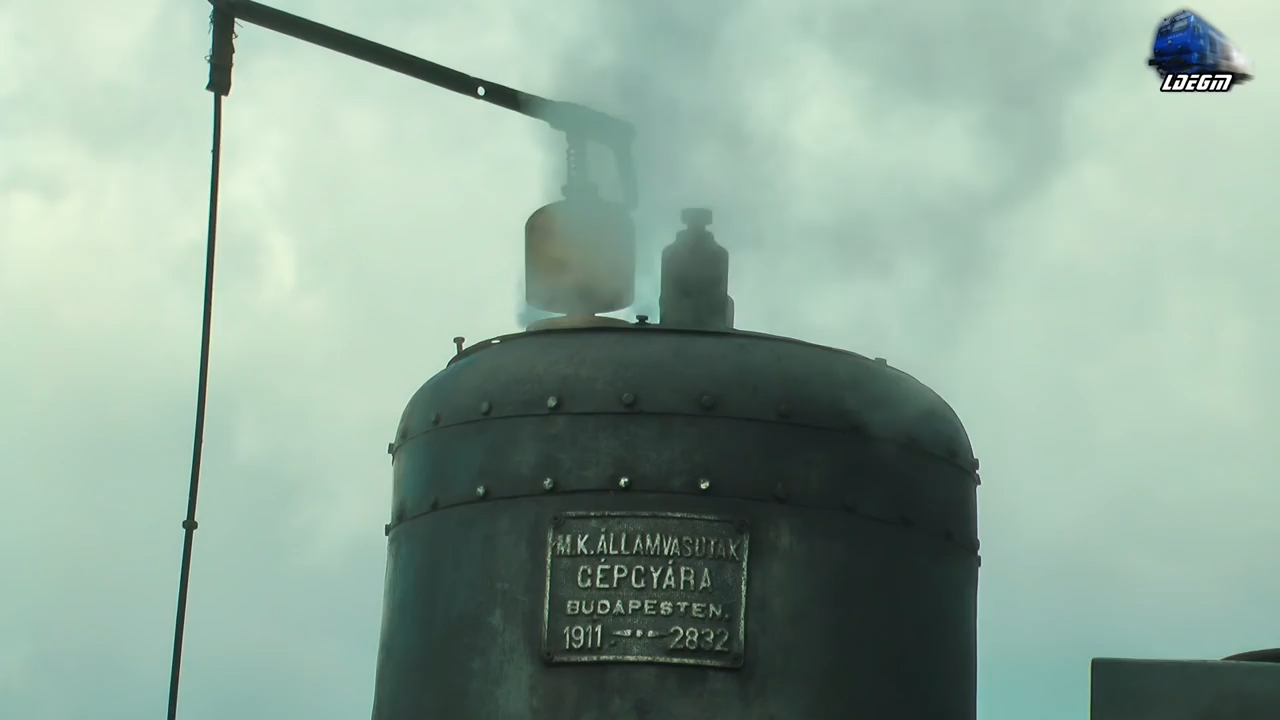 LDEGM
M.K.ÁLLAMVASUTAK
GÉPGYÁRA
BUDAPESTEN.
1911 2832